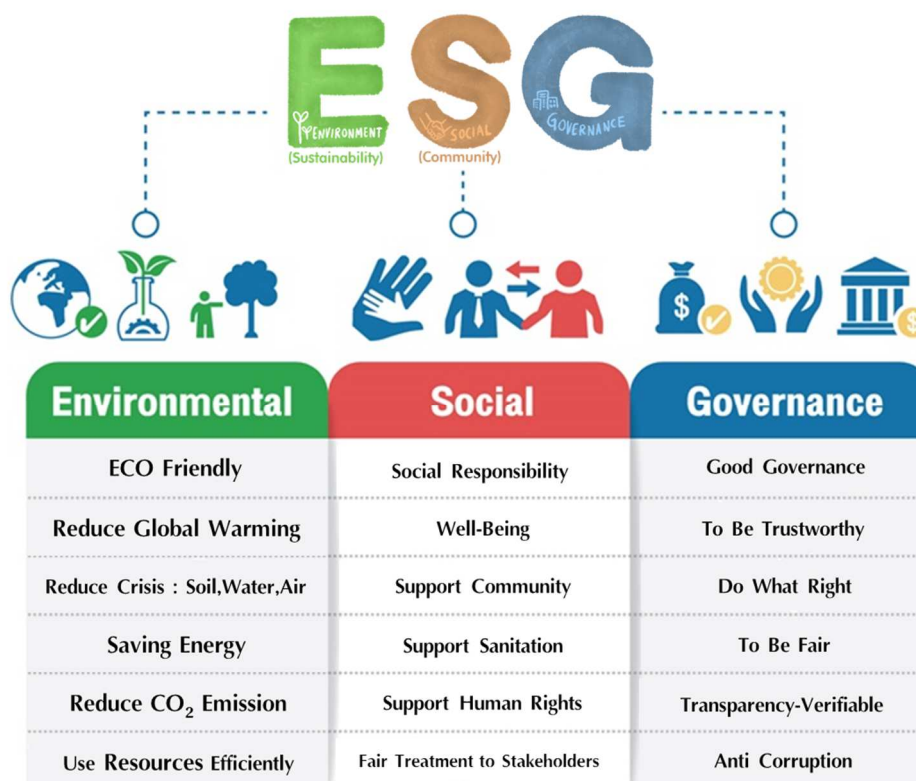 ESG
ENVIRONMENT SOCIAL GOVERNANCE
(Sustainability) (Community)
$ $
Environmental Social Governance
ECO Friendly Social Responsibility Good Governance
Reduce Global Warming Well-Being To Be Trustworthy
Reduce Crisis : Soil,Water,Air Support Community Do What Right
Saving Energy Support Sanitation To Be Fair
Reduce CO₂ Emission Support Human Rights Transparency-Verifiable
Use Resources Efficiently Fair Treatment to Stakeholders Anti Corruption